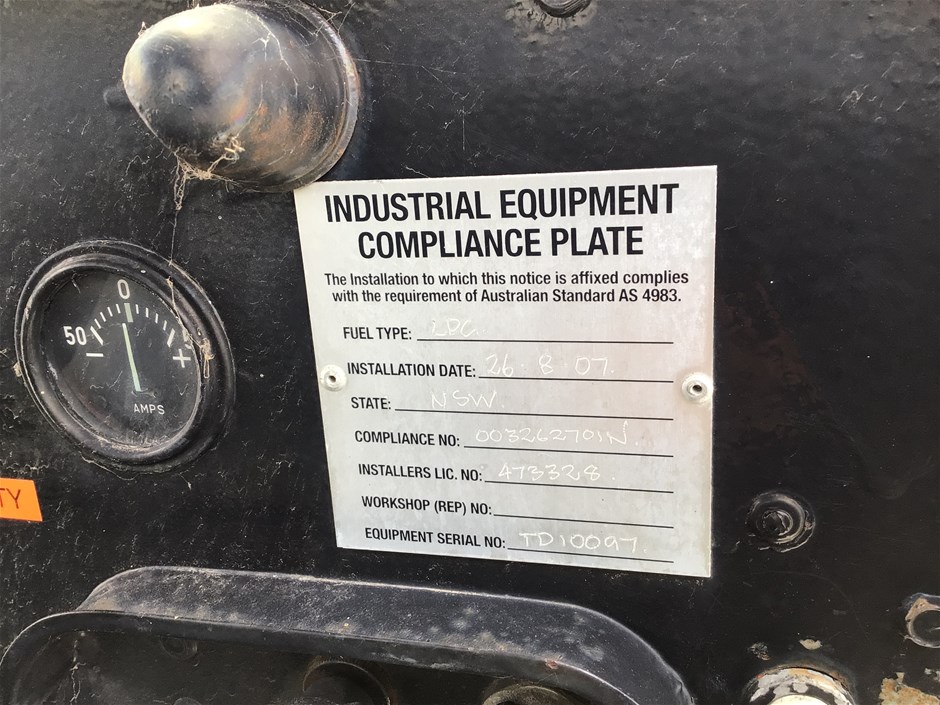 INDUSTRIAL EQUIPMENT
COMPLIANCE PLATE
The Installation to which this notice is affixed complies
with the requirement of Australian Standard AS 4983.
FUEL TYPE: LPG
INSTALLATION DATE: 26.8.07.
STATE: NSW.
COMPLIANCE NO: 003262701N.
INSTALLERS LIC. NO: 473328.
WORKSHOP (REP) NO:
EQUIPMENT SERIAL NO: TD10097.
0
50
− +
AMPS
TY